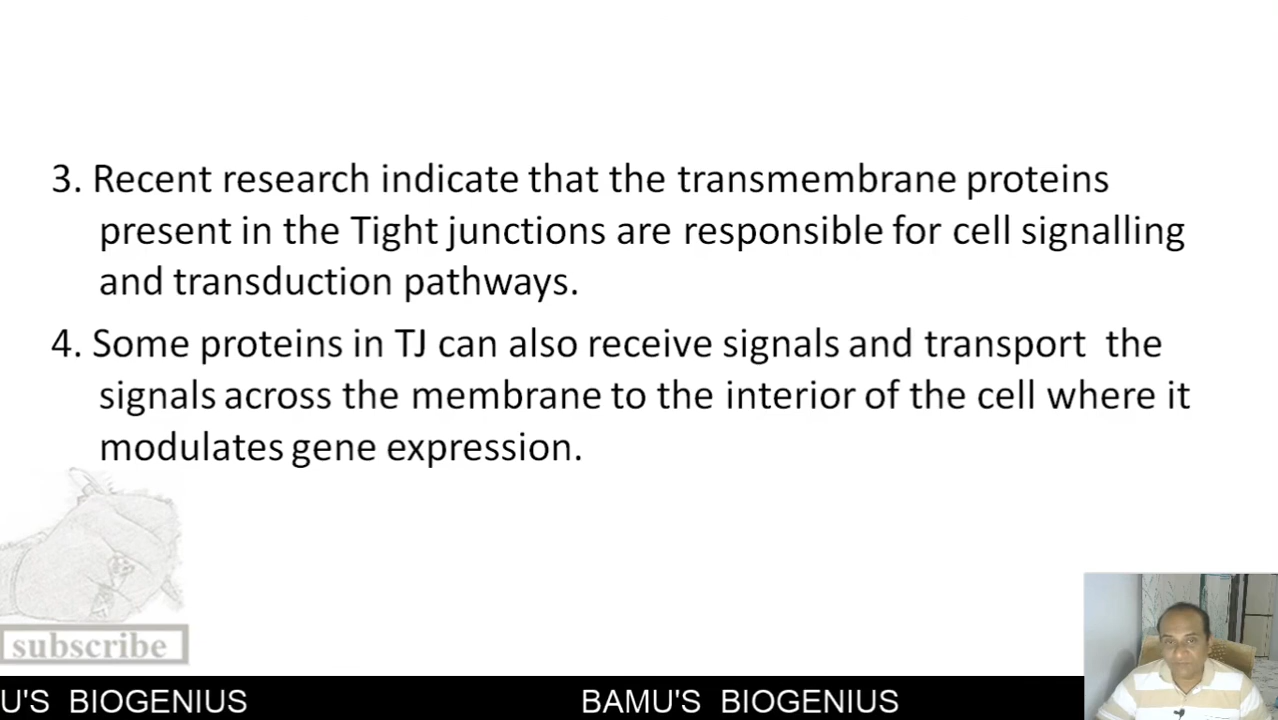 3. Recent research indicate that the transmembrane proteins
present in the Tight junctions are responsible for cell signalling
and transduction pathways.
4. Some proteins in TJ can also receive signals and transport the
signals across the membrane to the interior of the cell where it
modulates gene expression.
subscribe
U'S BIOGENIUS BAMU'S BIOGENIUS